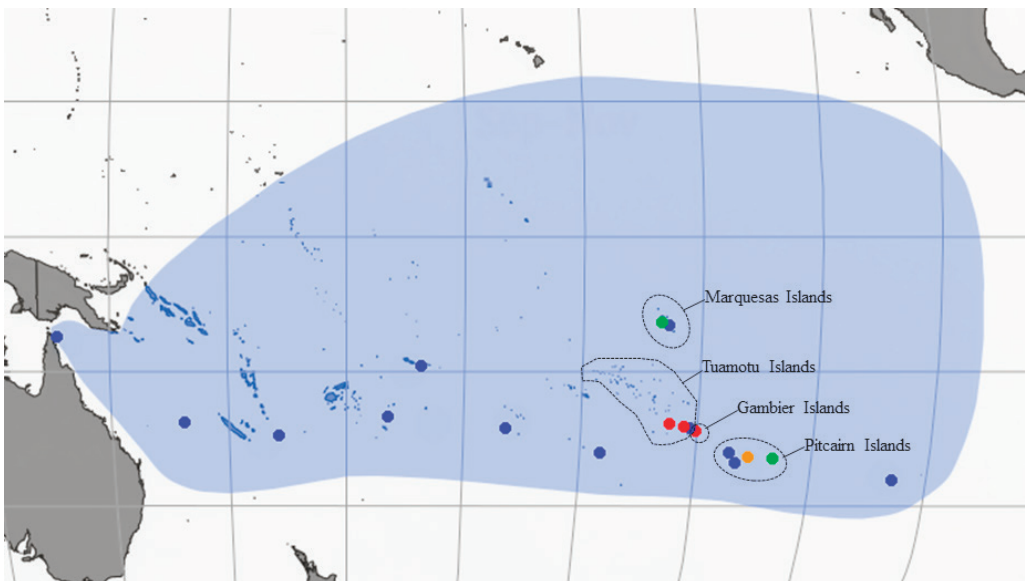 Marquesas Islands
Tuamotu Islands
Gambier Islands
Pitcairn Islands